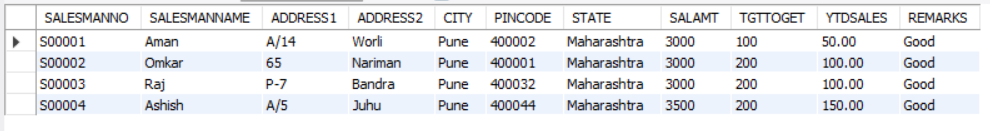 SALESMANNO SALESMANNAME ADDRESS1 ADDRESS2 CITY PINCODE STATE SALAMT TGTTOGET YTDSALES REMARKS
S00001 Aman A/14 Worli Pune 400002 Maharashtra 3000 100 50.00 Good
S00002 Omkar 65 Nariman Pune 400001 Maharashtra 3000 200 100.00 Good
S00003 Raj P-7 Bandra Pune 400032 Maharashtra 3000 200 100.00 Good
S00004 Ashish A/5 Juhu Pune 400044 Maharashtra 3500 200 150.00 Good